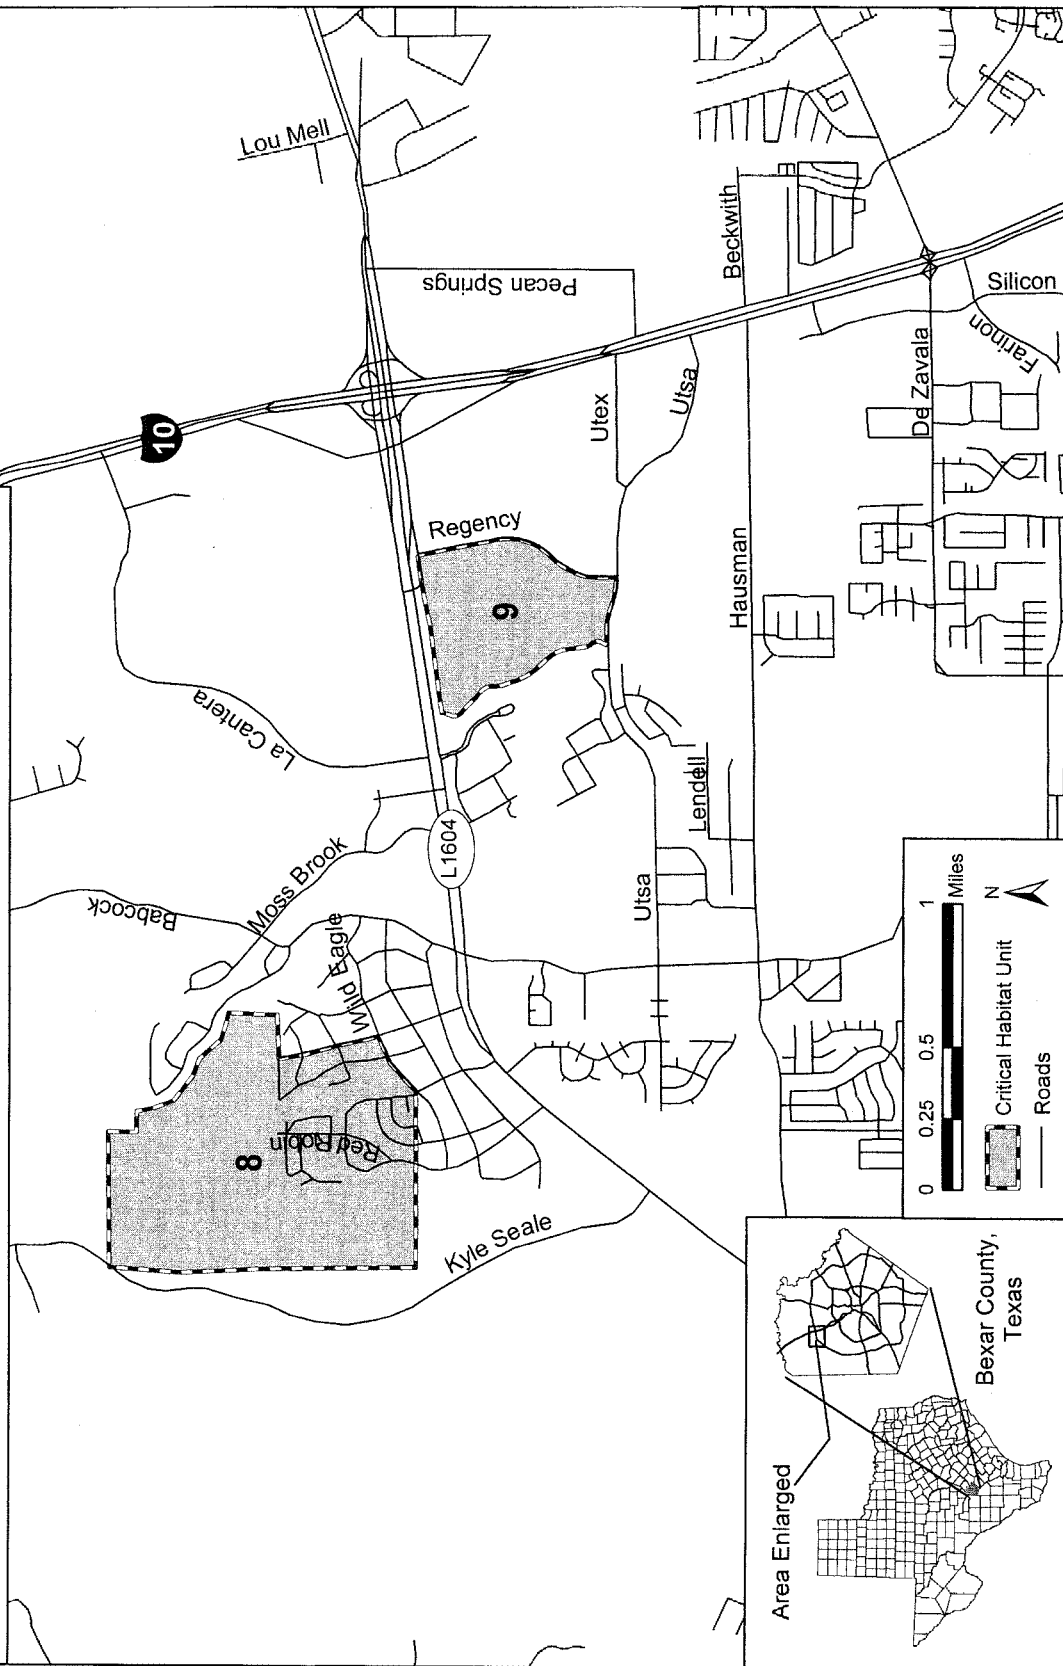 Lou Mell
10
Pecan Springs
Beckwith
Silicon
Farinon
De Zavala
Utex
Utsa
Regency
9
Hausman
La Cantera
L1604
Lendell
Utsa
Moss Brook
Babcock
Wild Eagle
8
Red Robin
Kyle Seale
0 0.25 0.5 1
Miles
N
Critical Habitat Unit
Roads
Area Enlarged
Bexar County,
Texas